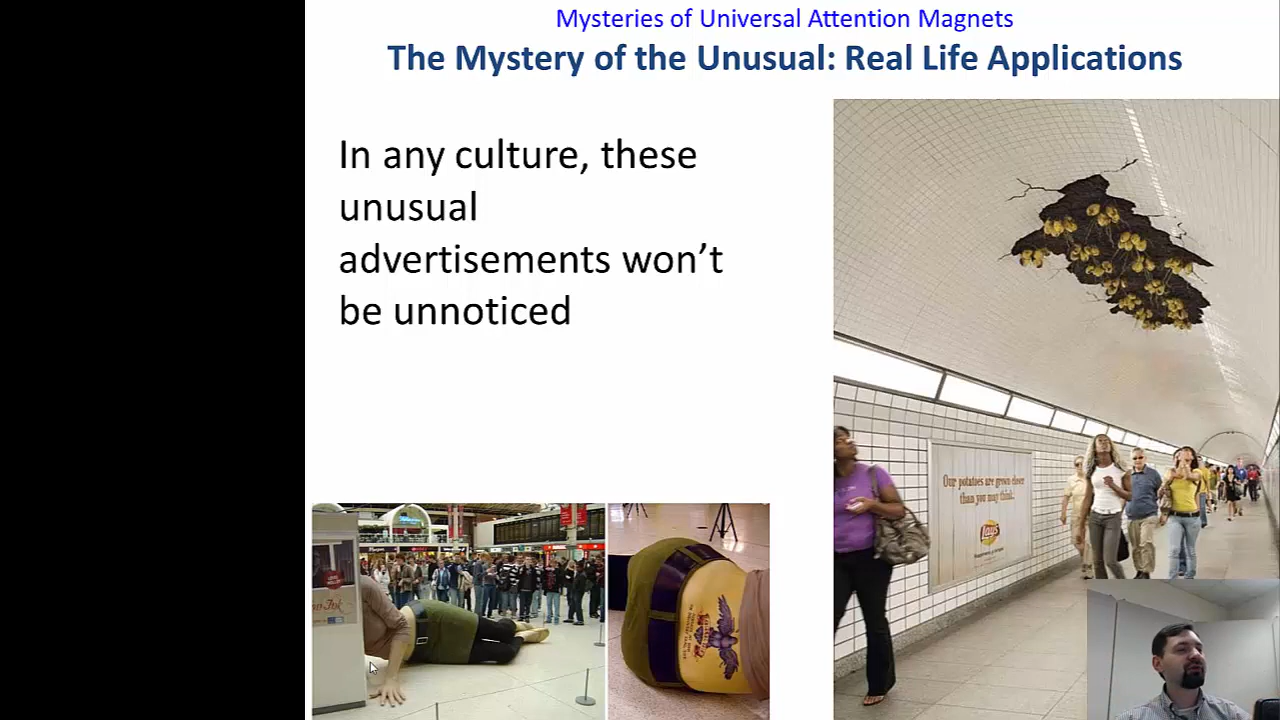 Mysteries of Universal Attention Magnets
The Mystery of the Unusual: Real Life Applications
In any culture, these
unusual
advertisements won’t
be unnoticed
Our potatoes are grown closer
than you may think.
Lay's